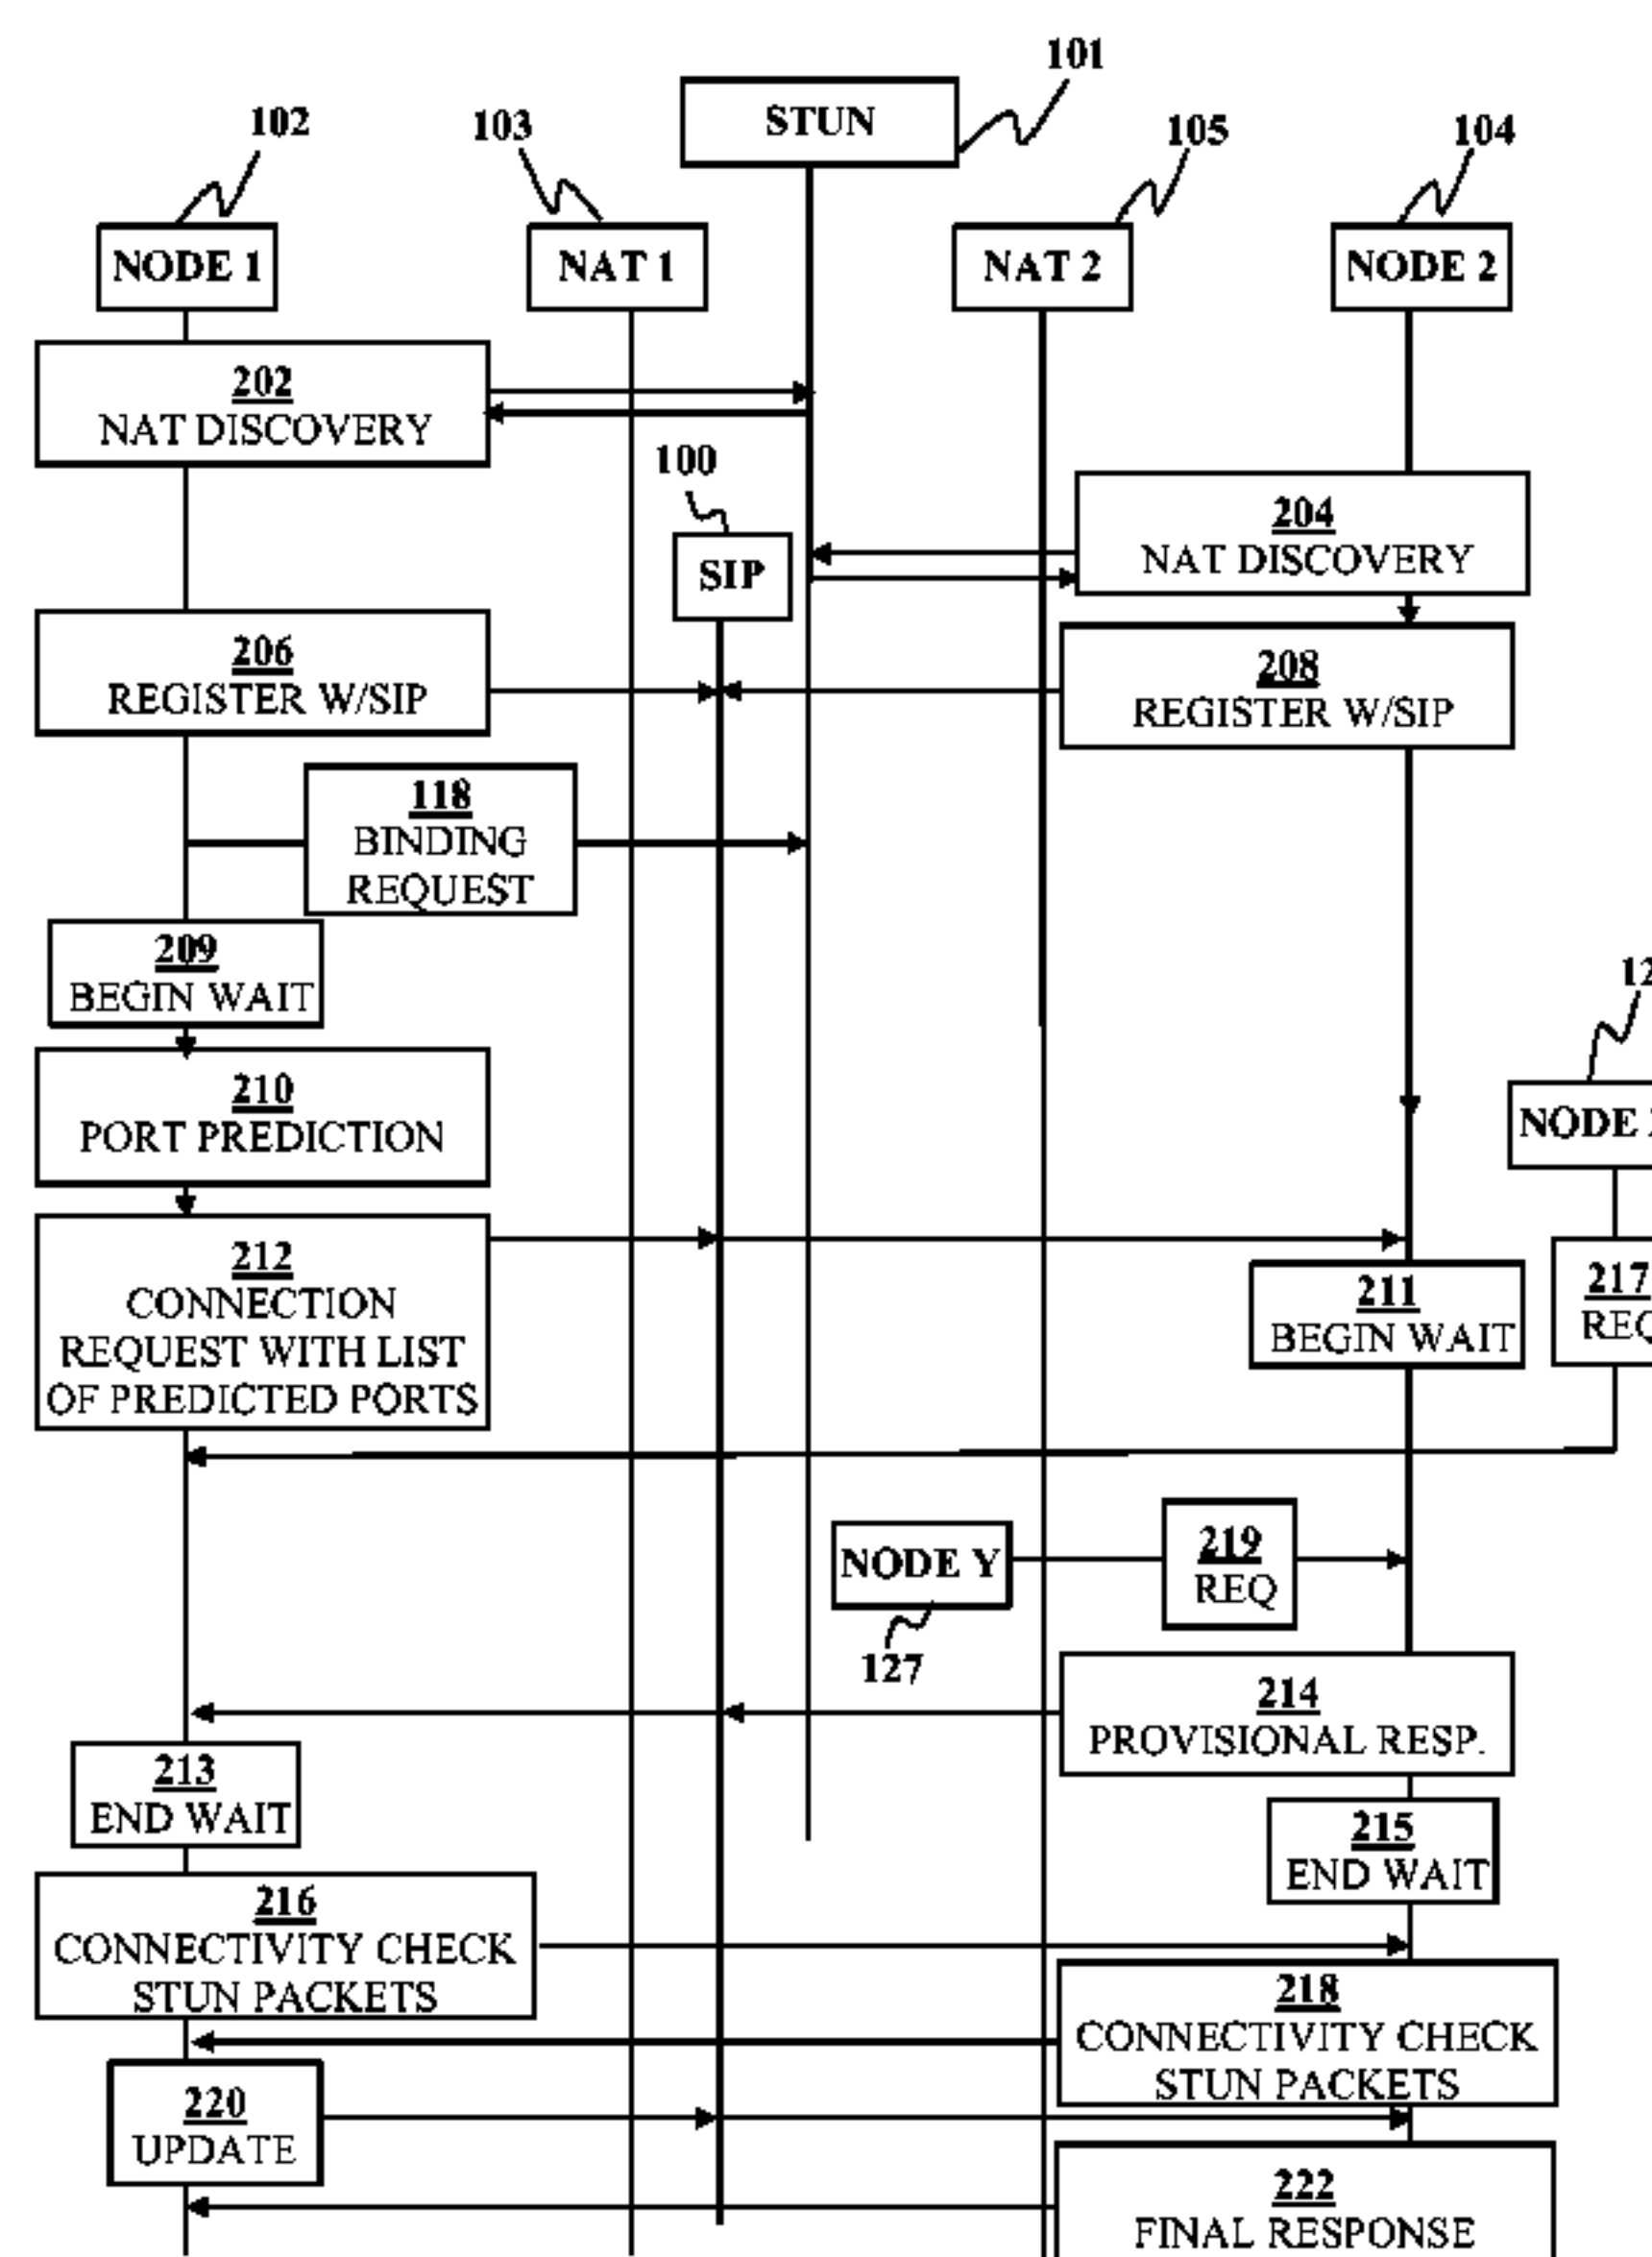 101
102
103
STUN
105
104
NODE 1
NAT 1
NAT 2
NODE 2
202
NAT DISCOVERY
100
204
NAT DISCOVERY
SIP
206
REGISTER W/SIP
208
REGISTER W/SIP
118
BINDING
REQUEST
209
BEGIN WAIT
12
210
PORT PREDICTION
NODE
212
CONNECTION
REQUEST WITH LIST
OF PREDICTED PORTS
211
BEGIN WAIT
217
REQ
NODE Y
219
REQ
127
214
PROVISIONAL RESP.
213
END WAIT
215
END WAIT
216
CONNECTIVITY CHECK
STUN PACKETS
218
CONNECTIVITY CHECK
STUN PACKETS
220
UPDATE
222
FINAL RESPONSE